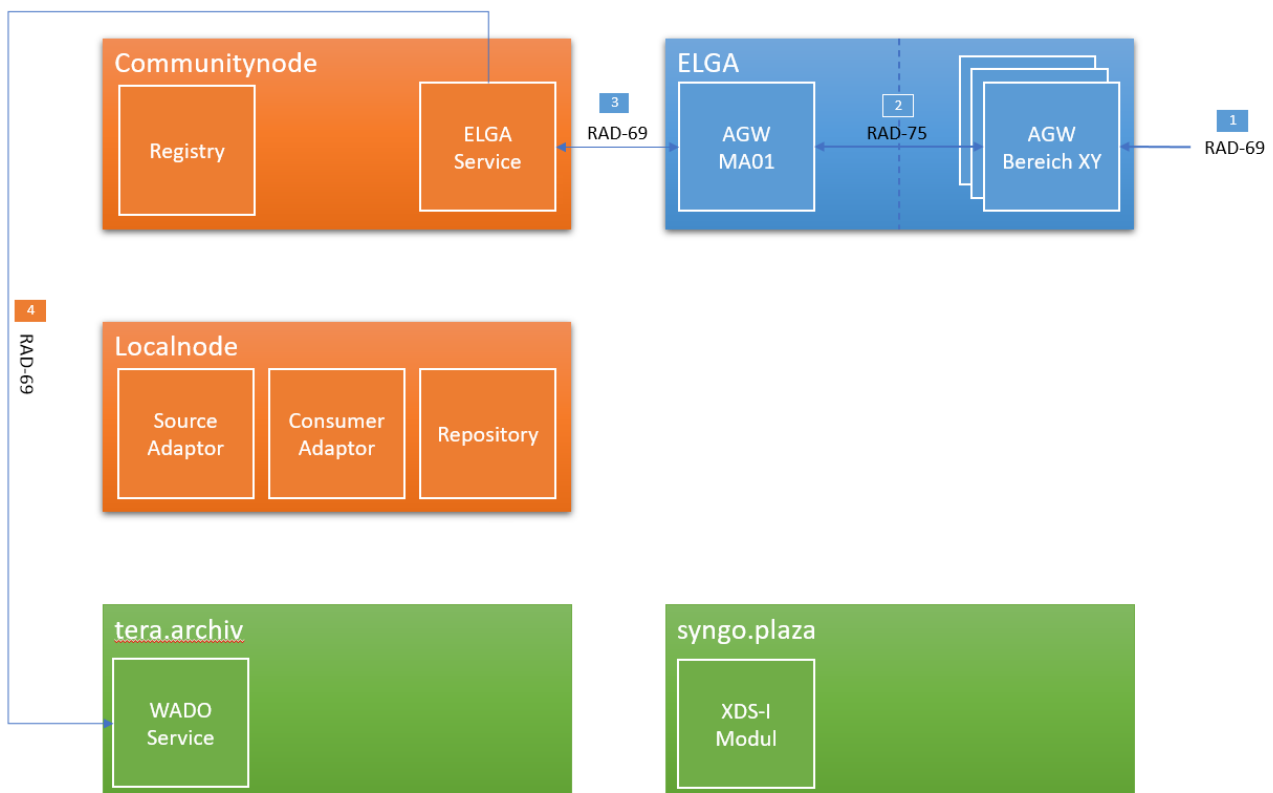 Communitynode
Registry
ELGA
Service
3
RAD-69
ELGA
AGW
MA01
2
RAD-75
AGW
Bereich XY
1
RAD-69
4
RAD-69
Localnode
Source
Adaptor
Consumer
Adaptor
Repository
tera.archiv
WADO
Service
syngo.plaza
XDS-I
Modul